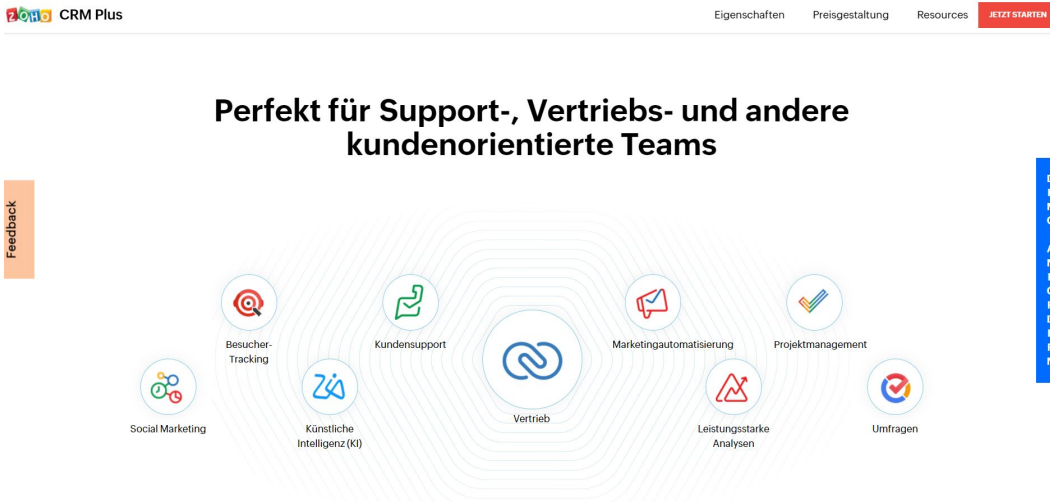 ZOHO CRM Plus
Eigenschaften
Preisgestaltung
Resources
JETZT STARTEN
Perfekt für Support-, Vertriebs- und andere
kundenorientierte Teams
Feedback
Besucher-
Tracking
Kundensupport
Marketingautomatisierung
Projektmanagement
Social Marketing
Zia
Künstliche
Intelligenz (KI)
Vertrieb
Leistungsstarke
Analysen
Umfragen